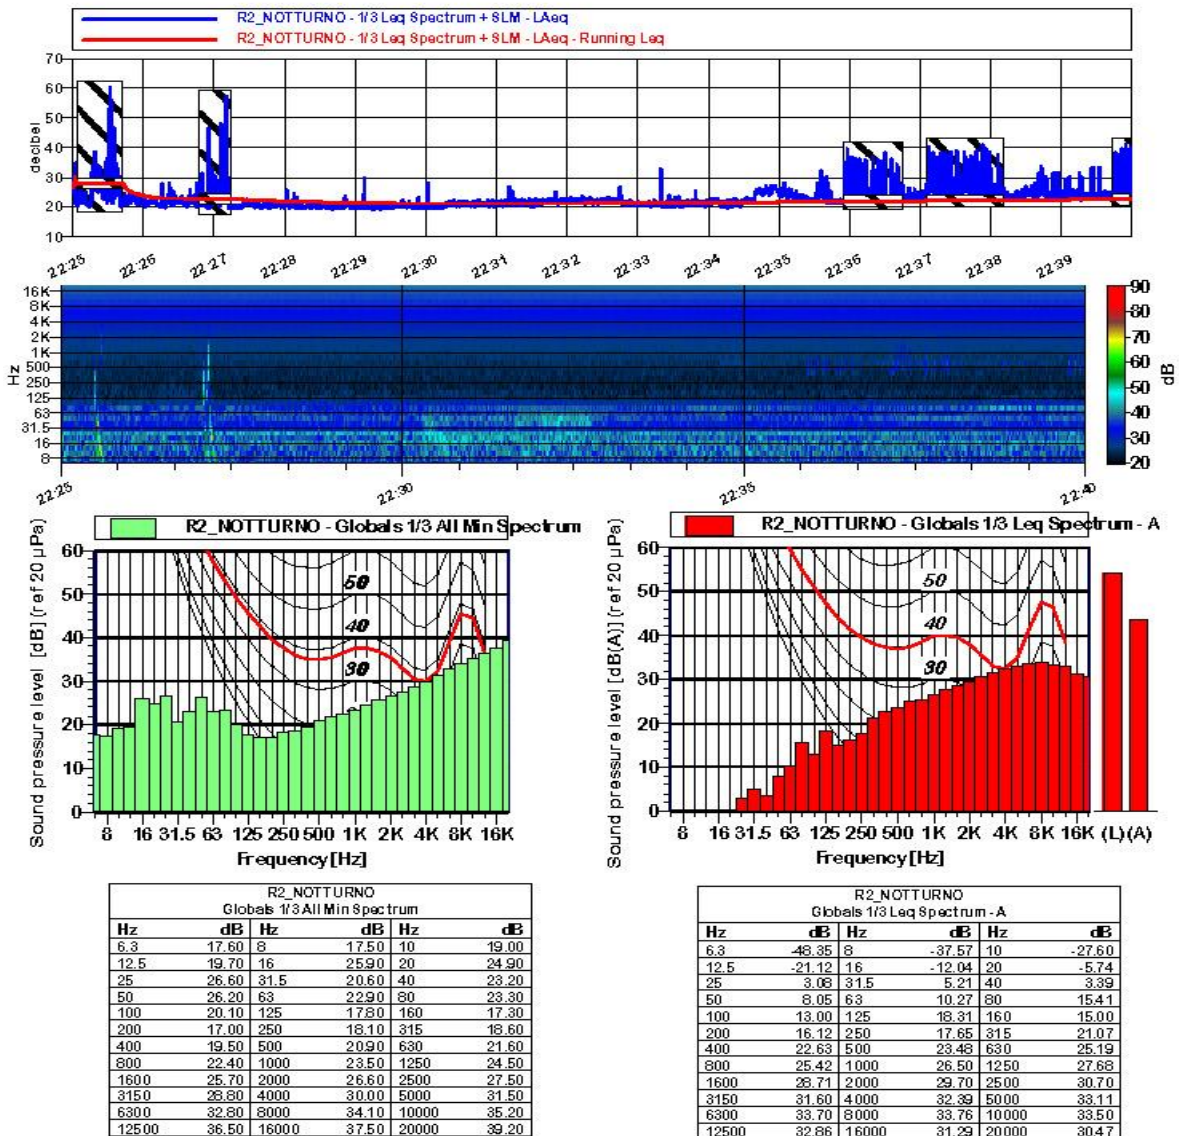 R2_NOTTURNO - 1/3 Leq Spectrum + SLM - LAeq
R2_NOTTURNO - 1/3 Leq Spectrum + SLM - LAeq - Running Leq
70
60
50
40
30
20
10
decibel
22:25 22:26 22:27 22:28 22:29 22:30 22:31 22:32 22:33 22:34 22:35 22:36 22:37 22:38 22:39
16K
8K
4K
2K
1K
500
250
125
63
31.5
16
8
Hz
90
80
70
60
50
40
30
20
dB
22:25 22:30 22:35 22:40
R2_NOTTURNO - Globals 1/3 All Min Spectrum
Sound pressure level [dB] (ref 20 µPa)
60
50
40
30
20
10
0
50
40
30
8 16 31.5 63 125 250 500 1K 2K 4K 8K 16K
Frequency [Hz]
R2_NOTTURNO - Globals 1/3 Leq Spectrum - A
Sound pressure level [dB(A)] (ref 20 µPa)
60
50
40
30
20
10
0
50
40
30
8 16 31.5 63 125 250 500 1K 2K 4K 8K 16K (L) (A)
Frequency [Hz]
R2_NOTTURNO
Globals 1/3 All Min Spectrum
Hz dB Hz dB Hz dB
6.3 17.60 8 17.50 10 19.00
12.5 19.70 16 25.90 20 24.90
25 26.60 31.5 20.60 40 23.20
50 26.20 63 22.90 80 23.30
100 20.10 125 17.80 160 17.30
200 17.00 250 18.10 315 18.60
400 19.50 500 20.90 630 21.60
800 22.40 1000 23.50 1250 24.50
1600 25.70 2000 26.60 2500 27.50
3150 28.80 4000 30.00 5000 31.50
6300 32.80 8000 34.10 10000 35.20
12500 36.50 16000 37.50 20000 39.20
R2_NOTTURNO
Globals 1/3 Leq Spectrum - A
Hz dB Hz dB Hz dB
6.3 -48.35 8 -37.57 10 -27.60
12.5 -21.12 16 -12.04 20 -5.74
25 3.08 31.5 5.21 40 3.39
50 8.05 63 10.27 80 15.41
100 13.00 125 18.31 160 15.00
200 16.12 250 17.65 315 21.07
400 22.63 500 23.48 630 25.19
800 25.42 1000 26.50 1250 27.68
1600 28.71 2000 29.70 2500 30.70
3150 31.60 4000 32.39 5000 33.11
6300 33.70 8000 33.76 10000 33.50
12500 32.86 16000 31.29 20000 30.47